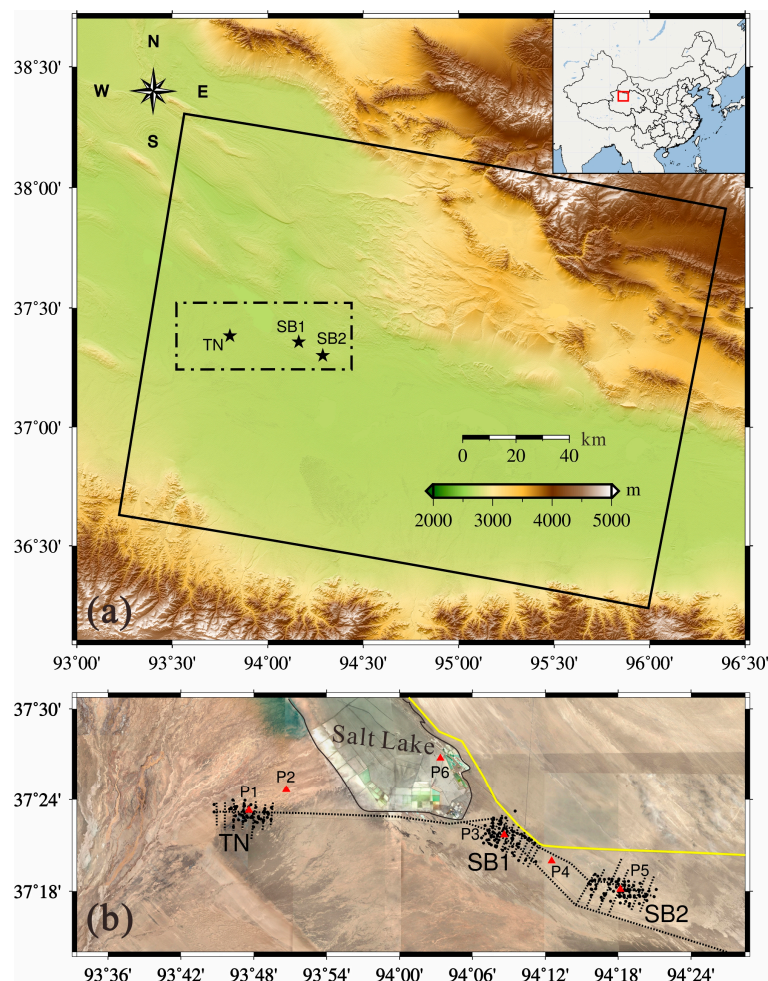 N
W E
S
38°30'
38°00'
37°30'
37°00'
36°30'
TN SB1 SB2
km
0 20 40
m
2000 3000 4000 5000
(a)
93°00' 93°30' 94°00' 94°30' 95°00' 95°30' 96°00' 96°30'
37°30'
37°24'
37°18'
Salt Lake
P6
P2
P1
TN
P3
SB1
P4
P5
SB2
(b)
93°36' 93°42' 93°48' 93°54' 94°00' 94°06' 94°12' 94°18' 94°24'